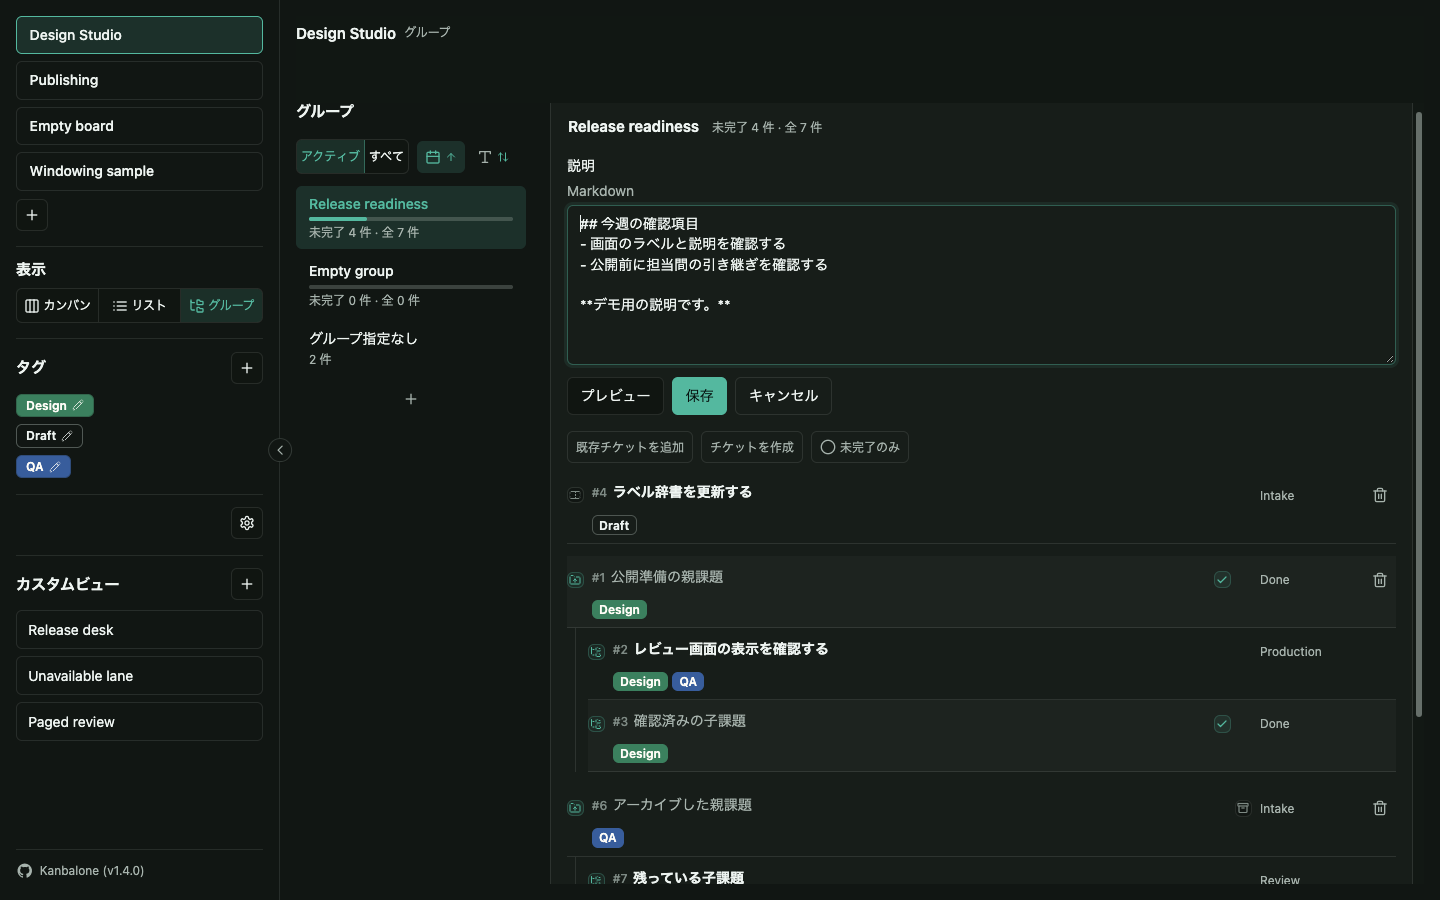 Design Studio
Publishing
Empty board
Windowing sample
表示
カンバン
リスト
グループ
タグ
Design
Draft
QA
カスタムビュー
Release desk
Unavailable lane
Paged review
Kanbalone (v1.4.0)
Design Studio グループ
グループ
アクティブ すべて
Release readiness
未完了 4 件 · 全 7 件
Empty group
未完了 0 件 · 全 0 件
グループ指定なし
2 件
Release readiness 未完了 4 件 · 全 7 件
説明
Markdown
## 今週の確認項目
- 画面のラベルと説明を確認する
- 公開前に担当間の引き継ぎを確認する
**デモ用の説明です。**
プレビュー 保存 キャンセル
既存チケットを追加 チケットを作成 未完了のみ
#4 ラベル辞書を更新する Intake
Draft
#1 公開準備の親課題 Done
Design
#2 レビュー画面の表示を確認する Production
Design QA
#3 確認済みの子課題 Done
Design
#6 アーカイブした親課題 Intake
QA
#7 残っている子課題 Review